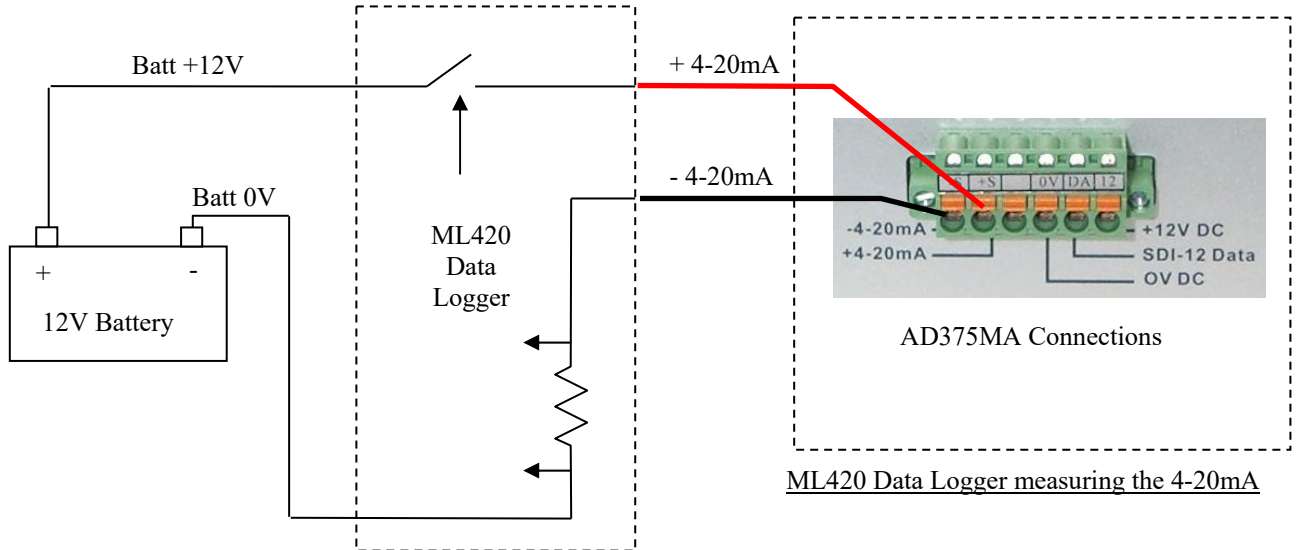 Batt +12V
+ 4-20mA
- 4-20mA
Batt 0V
+
-
12V Battery
ML420
Data
Logger
+S
0V
DA
12
-4-20mA
+4-20mA
+12V DC
SDI-12 Data
OV DC
AD375MA Connections
ML420 Data Logger measuring the 4-20mA